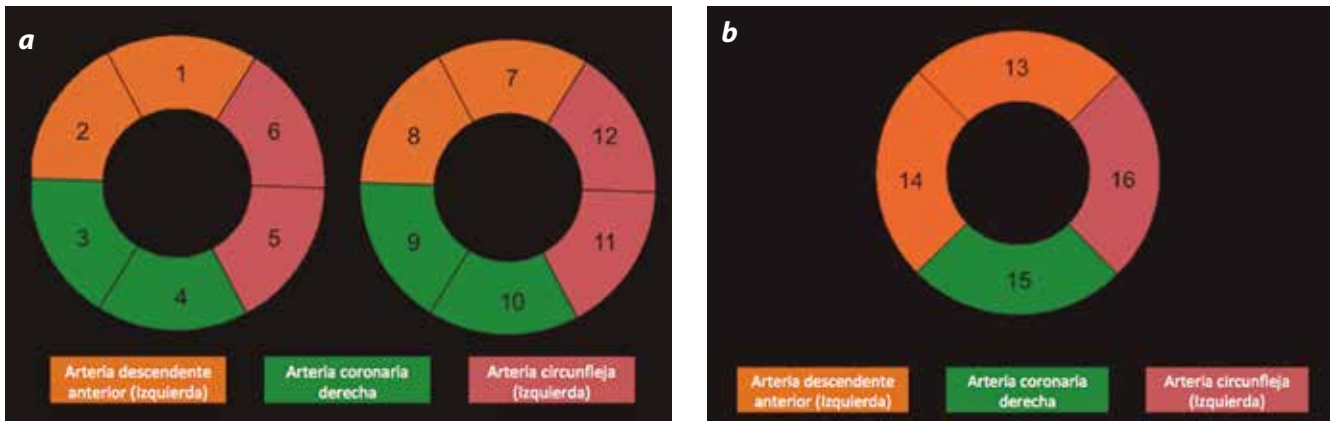 a
1
2
6
3
5
4
7
8
12
9
11
10
Arteria descendente
anterior (Izquierda)
Arteria coronaria
derecha
Arteria circunfleja
(Izquierda)
b
13
14
16
15
Arteria descendente
anterior (Izquierda)
Arteria coronaria
derecha
Arteria circunfleja
(Izquierda)